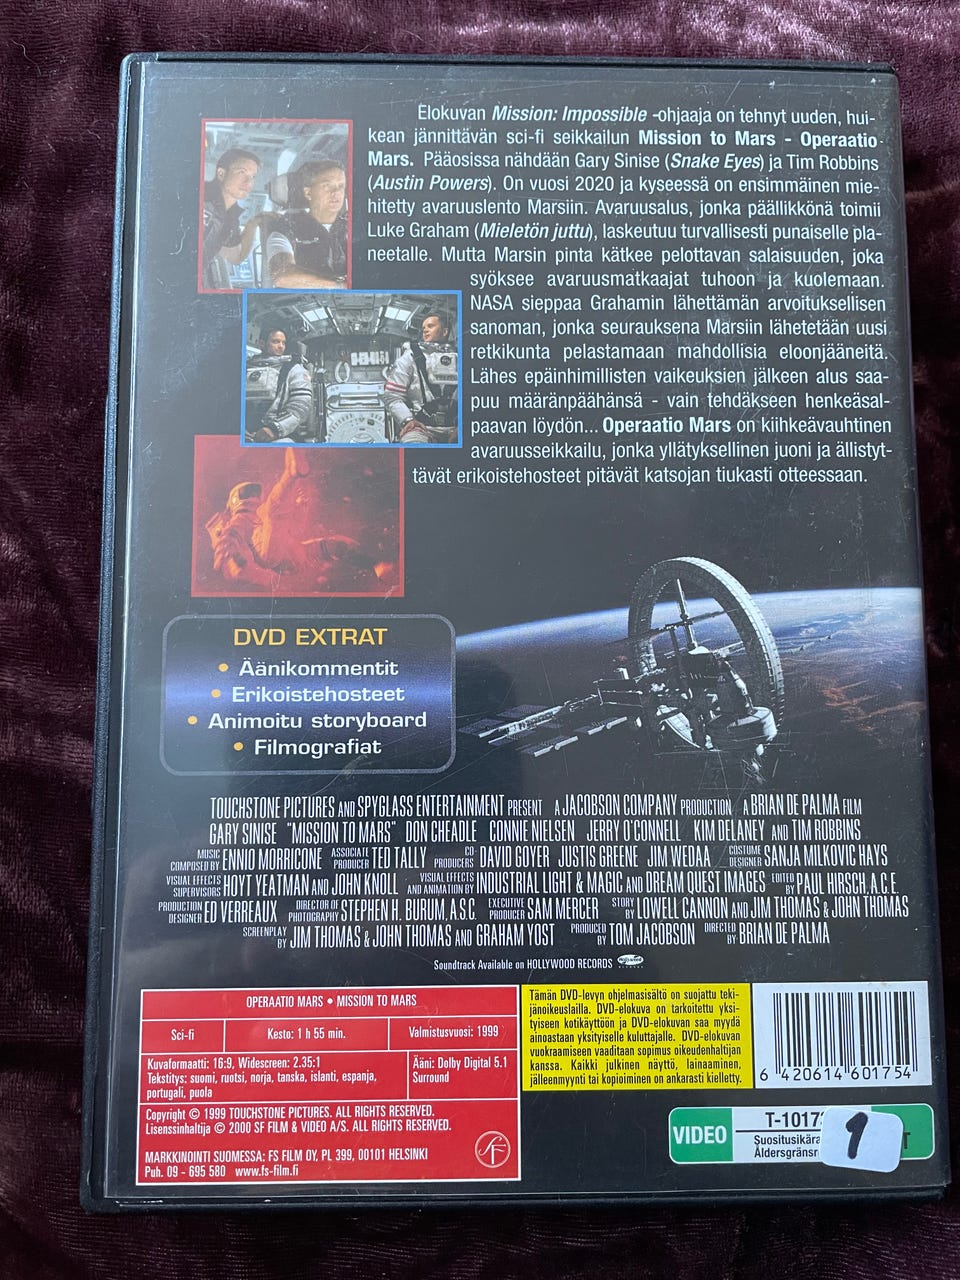 Elokuvan Mission: Impossible -ohjaaja on tehnyt uuden, hui-
kean jännittävän sci-fi seikkailun Mission to Mars - Operaatio
Mars. Pääosissa nähdään Gary Sinise (Snake Eyes) ja Tim Robbins
(Austin Powers). On vuosi 2020 ja kyseessä on ensimmäinen mie-
hitetty avaruuslento Marsiin. Avaruusalus, jonka päällikkönä toimii
Luke Graham (Mieletön juttu), laskeutuu turvallisesti punaiselle pla-
neetalle. Mutta Marsin pinta kätkee pelottavan salaisuuden, joka
syöksee avaruusmatkaajat tuhoon ja kuolemaan.
NASA sieppaa Grahamin lähettämän arvoituksellisen
sanoman, jonka seurauksena Marsiin lähetetään uusi
retkikunta pelastamaan mahdollisia eloonjääneitä.
Lähes epäinhimillisten vaikeuksien jälkeen alus saa-
puu määränpäähänsä - vain tehdäkseen henkeäsal-
paavan löydön... Operaatio Mars on kiihkeävauhtinen
avaruusseikkailu, jonka yllätyksellinen juoni ja ällistyt-
tävät erikoistehosteet pitävät katsojan tiukasti otteessaan.
DVD EXTRAT
• Äänikommentit
• Erikoistehosteet
• Animoitu storyboard
• Filmografiat
TOUCHSTONE PICTURES AND SPYGLASS ENTERTAINMENT PRESENT A JACOBSON COMPANY PRODUCTION A BRIAN DE PALMA FILM
GARY SINISE "MISSION TO MARS" DON CHEADLE CONNIE NIELSEN JERRY O'CONNELL KIM DELANEY AND TIM ROBBINS
MUSIC COMPOSED BY ENNIO MORRICONE ASSOCIATE PRODUCER TED TALLY CO-PRODUCERS DAVID GOYER JUSTIS GREENE JIM WEDAA COSTUME DESIGNER SANJA MILKOVIC HAYS
VISUAL EFFECTS SUPERVISORS HOYT YEATMAN AND JOHN KNOLL VISUAL EFFECTS AND ANIMATION BY INDUSTRIAL LIGHT & MAGIC AND DREAM QUEST IMAGES EDITED BY PAUL HIRSCH, A.C.E.
PRODUCTION DESIGNER ED VERREAUX DIRECTOR OF PHOTOGRAPHY STEPHEN H. BURUM, A.S.C. EXECUTIVE PRODUCER SAM MERCER STORY BY LOWELL CANNON AND JIM THOMAS & JOHN THOMAS
SCREENPLAY BY JIM THOMAS & JOHN THOMAS AND GRAHAM YOST PRODUCED BY TOM JACOBSON DIRECTED BY BRIAN DE PALMA
Soundtrack Available on HOLLYWOOD RECORDS
OPERAATIO MARS • MISSION TO MARS
Sci-fi Kesto: 1 h 55 min. Valmistusvuosi: 1999
Kuvaformaatti: 16:9, Widescreen: 2.35:1
Tekstitys: suomi, ruotsi, norja, tanska, islanti, espanja,
portugali, puola
Ääni: Dolby Digital 5.1
Surround
Copyright © 1999 TOUCHSTONE PICTURES. ALL RIGHTS RESERVED.
Lisenssinhaltija © 2000 SF FILM & VIDEO A/S. ALL RIGHTS RESERVED.
MARKKINOINTI SUOMESSA: FS FILM OY, PL 399, 00101 HELSINKI
Puh. 09 - 695 580 www.fs-film.fi
SF
Tämän DVD-levyn ohjelmasisältö on suojattu teki-
jänoikeuslailla. DVD-elokuva on tarkoitettu yksi-
tyiseen kotikäyttöön ja DVD-elokuvan saa myydä
ainoastaan yksityiselle kuluttajalle. DVD-elokuvan
vuokraamiseen vaaditaan sopimus oikeudenhaltijan
kanssa. Kaikki julkinen näyttö, lainaaminen,
jälleenmyynti tai kopioiminen on ankarasti kielletty.
6 420614 601754
VIDEO
T-1017
Suositusikära
Åldersgräns
1
T